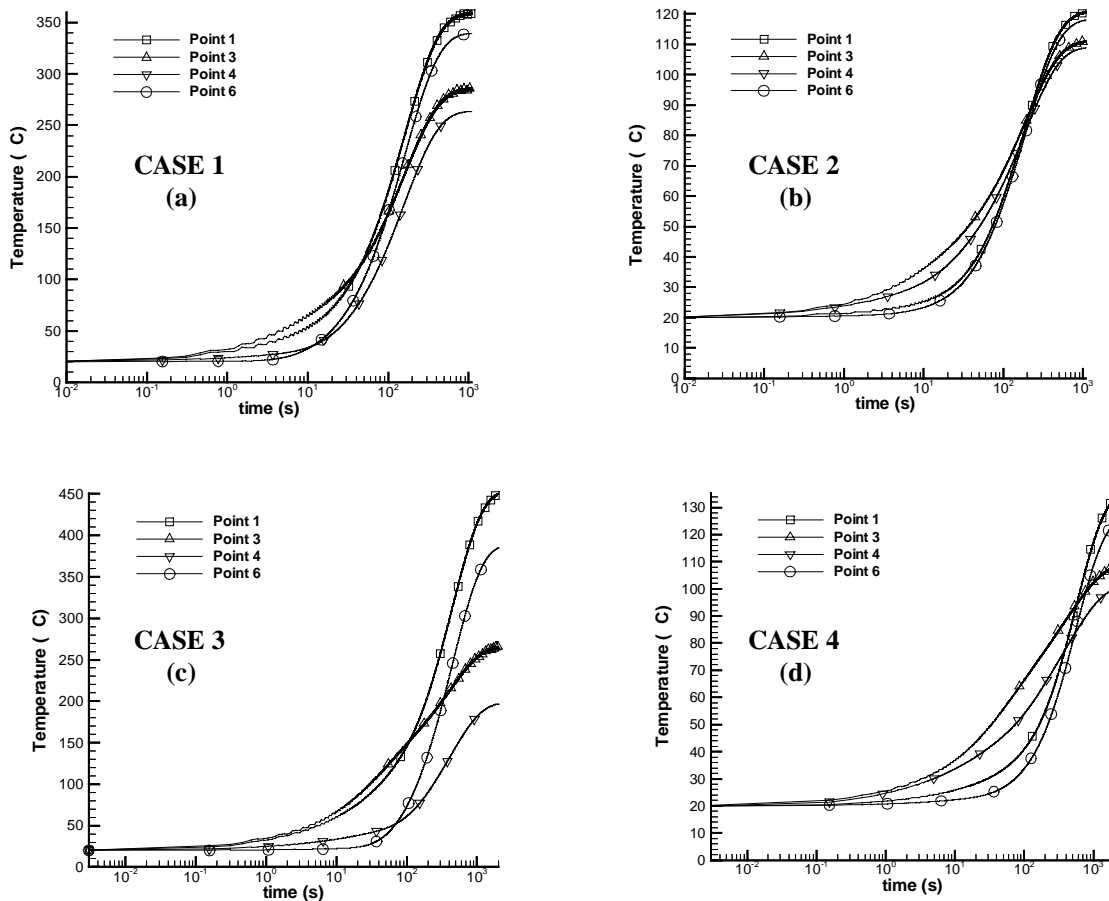 Point 1
Point 3
Point 4
Point 6
CASE 1
(a)
Temperature ( C)
350
300
250
200
150
100
50
0
10-2
10-1
100
101
102
103
time (s)
Point 1
Point 3
Point 4
Point 6
CASE 2
(b)
Temperature ( C)
120
110
100
90
80
70
60
50
40
30
20
10
0
10-2
10-1
100
101
102
103
time (s)
Point 1
Point 3
Point 4
Point 6
CASE 3
(c)
Temperature ( C)
450
400
350
300
250
200
150
100
50
0
10-2
10-1
100
101
102
103
time (s)
Point 1
Point 3
Point 4
Point 6
CASE 4
(d)
Temperature ( C)
130
120
110
100
90
80
70
60
50
40
30
20
10
0
10-2
10-1
100
101
102
103
time (s)